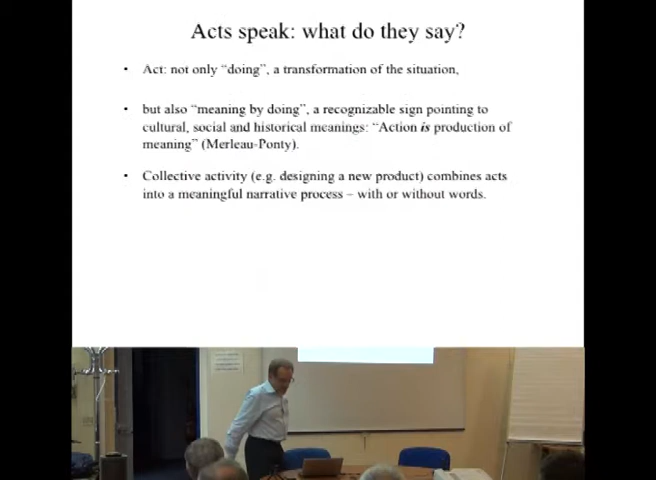 Acts speak: what do they say?
• Act: not only “doing”, a transformation of the situation,
• but also “meaning by doing”, a recognizable sign pointing to
cultural, social and historical meanings: “Action is production of
meaning” (Merleau-Ponty).
• Collective activity (e.g. designing a new product) combines acts
into a meaningful narrative process – with or without words.